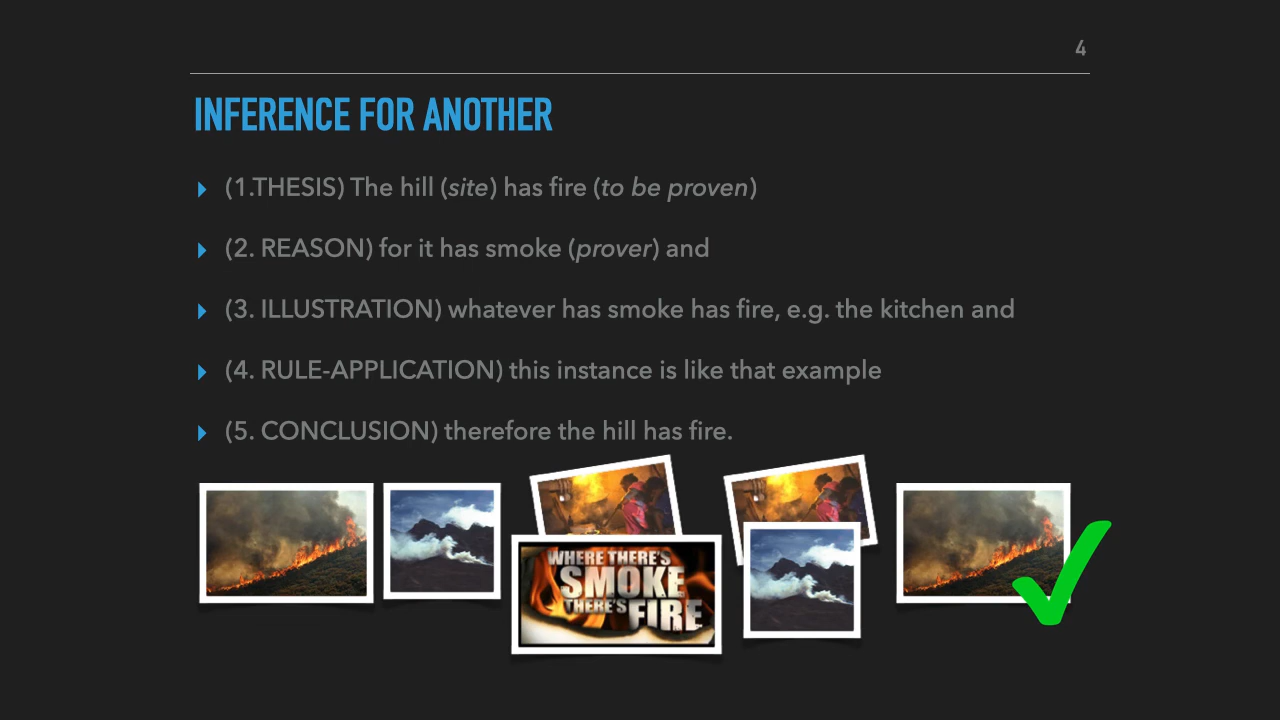 4
INFERENCE FOR ANOTHER
(1.THESIS) The hill (site) has fire (to be proven)
(2. REASON) for it has smoke (prover) and
(3. ILLUSTRATION) whatever has smoke has fire, e.g. the kitchen and
(4. RULE-APPLICATION) this instance is like that example
(5. CONCLUSION) therefore the hill has fire.
WHERE THERE'S
SMOKE
THERE'S FIRE